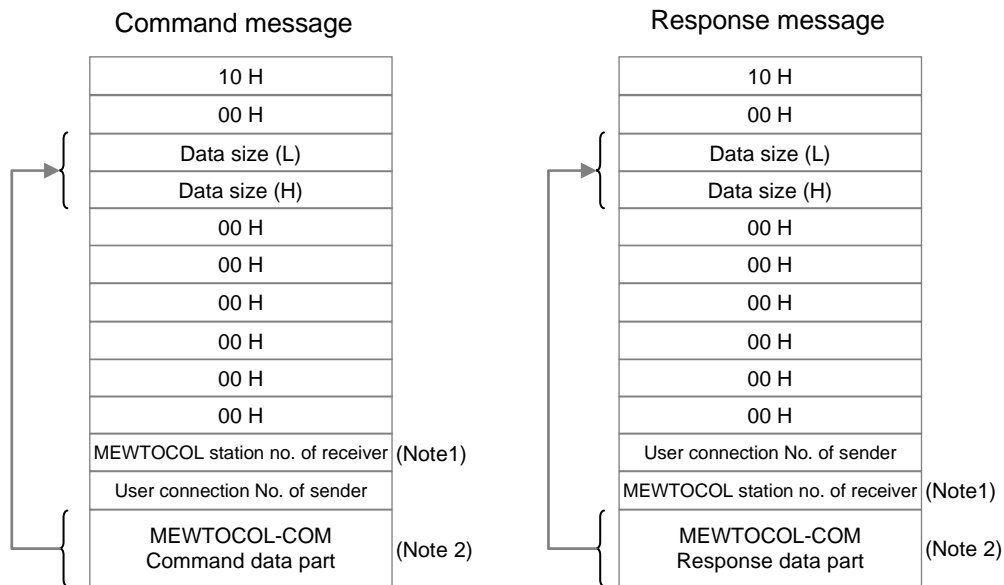 Command message
10 H
00 H
Data size (L)
Data size (H)
00 H
00 H
00 H
00 H
00 H
00 H
MEWTOCOL station no. of receiver (Note1)
User connection No. of sender
MEWTOCOL-COM
Command data part
(Note 2)
Response message
10 H
00 H
Data size (L)
Data size (H)
00 H
00 H
00 H
00 H
00 H
00 H
User connection No. of sender
MEWTOCOL station no. of receiver (Note1)
MEWTOCOL-COM
Response data part
(Note 2)